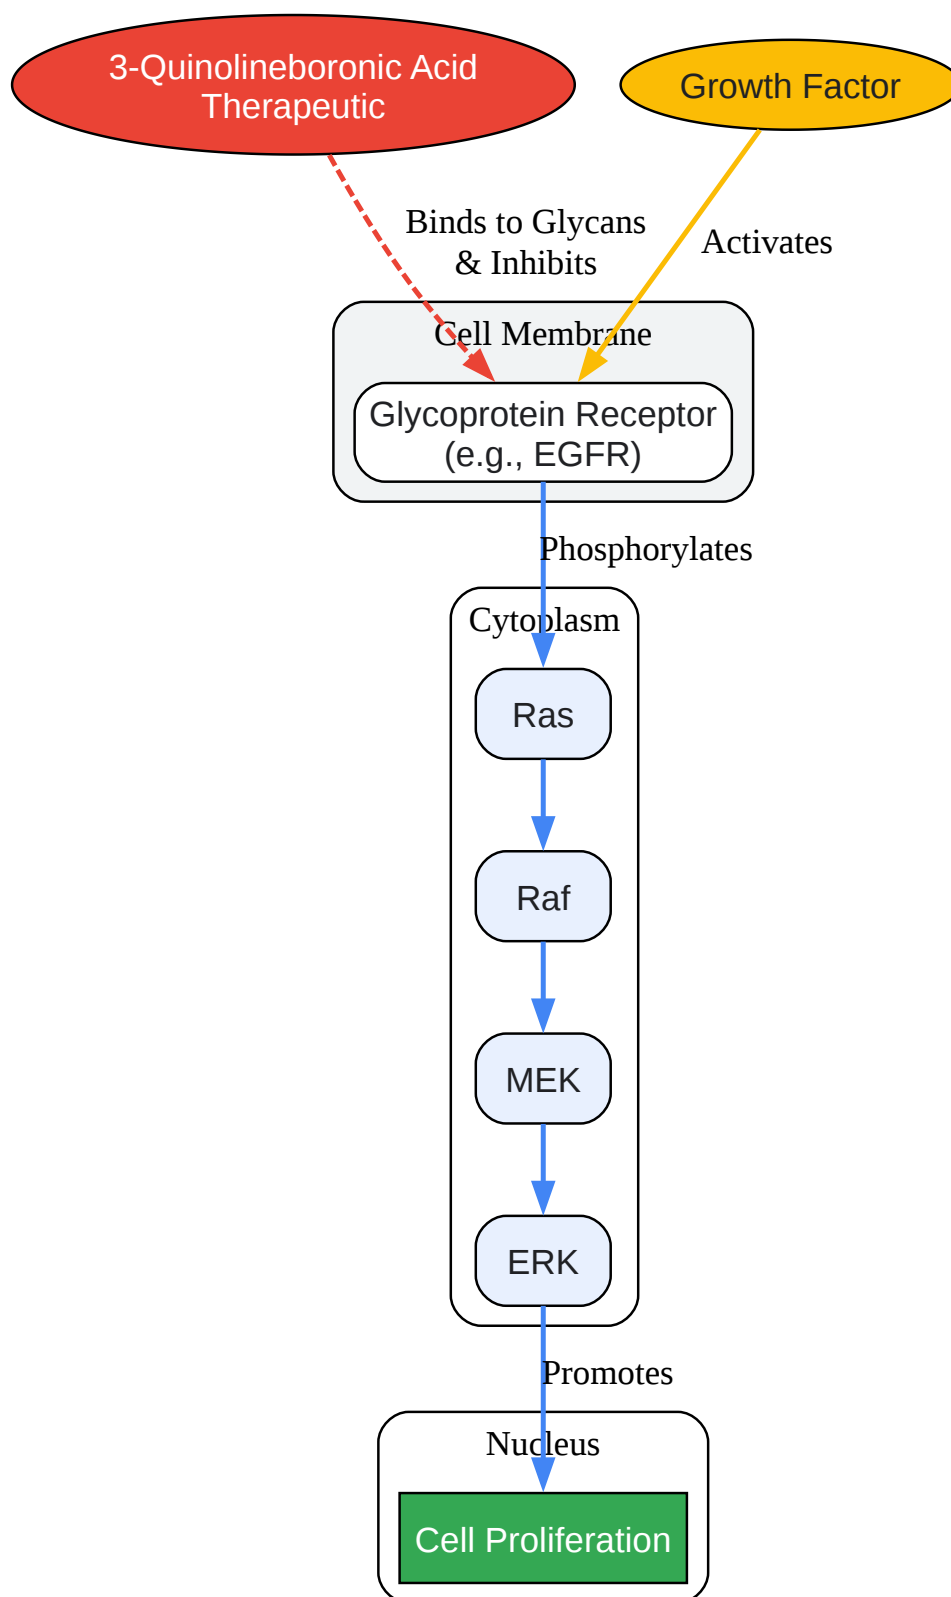 3-Quinolineboronic Acid
Therapeutic
Growth Factor
Binds to Glycans
& Inhibits
Activates
Cell Membrane
Glycoprotein Receptor
(e.g., EGFR)
Phosphorylates
Cytoplasm
Ras
Raf
MEK
ERK
Promotes
Nucleus
Cell Proliferation